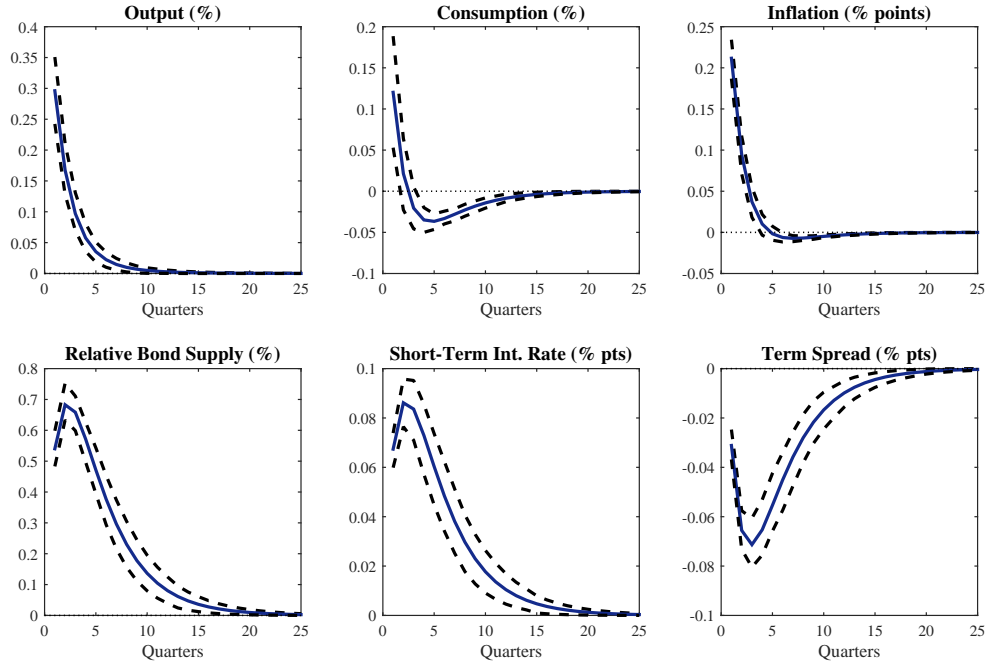 Output (%)
0.4
0.35
0.3
0.25
0.2
0.15
0.1
0.05
0
0 5 10 15 20 25
Quarters
Consumption (%)
0.2
0.15
0.1
0.05
0
-0.05
-0.1
0 5 10 15 20 25
Quarters
Inflation (% points)
0.25
0.2
0.15
0.1
0.05
0
-0.05
0 5 10 15 20 25
Quarters
Relative Bond Supply (%)
0.8
0.7
0.6
0.5
0.4
0.3
0.2
0.1
0
0 5 10 15 20 25
Quarters
Short-Term Int. Rate (% pts)
0.1
0.08
0.06
0.04
0.02
0
0 5 10 15 20 25
Quarters
Term Spread (% pts)
0
-0.02
-0.04
-0.06
-0.08
-0.1
0 5 10 15 20 25
Quarters